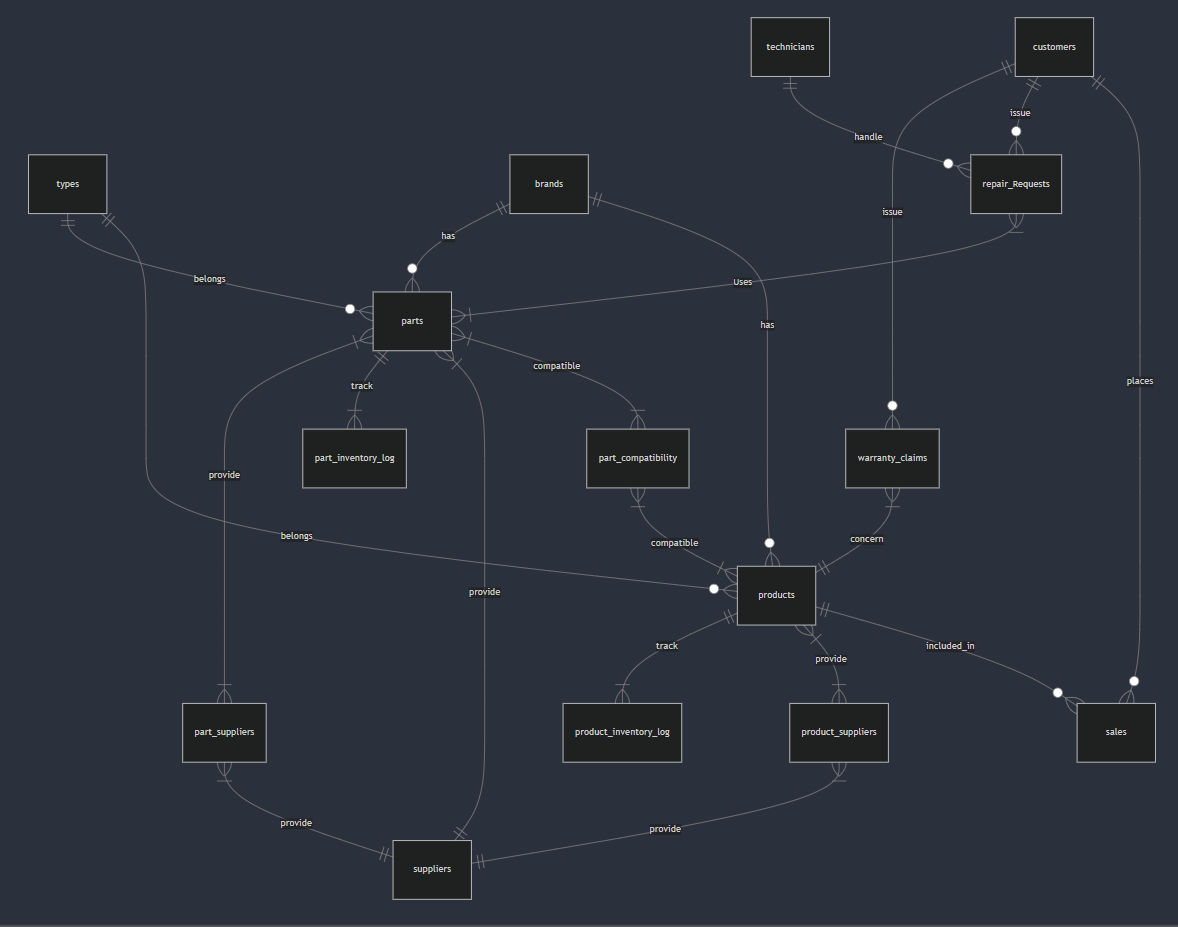 technicians
customers
issue
handle
types
brands
repair_Requests
issue
has
belongs
Uses
parts
has
compatible
places
track
part_inventory_log
part_compatibility
warranty_claims
provide
belongs
compatible
concern
provide
products
track
included_in
provide
part_suppliers
product_inventory_log
product_suppliers
sales
provide
provide
suppliers